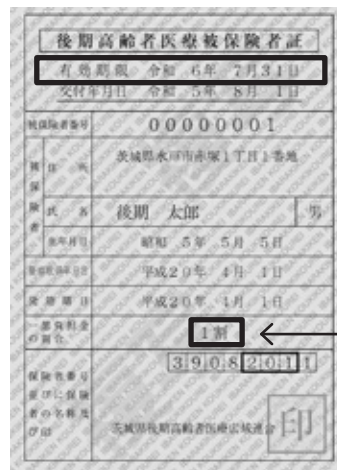 後期高齢者医療被保険者証
有効期限 令和 6年 7月31日
交付年月日 令和 5年 8月 1日
被保険者番号 00000001
被保険者
住所 茨城県水戸市赤塚1丁目1番地
氏名 後期 太郎 男
生年月日 昭和 5年 5月 5日
資格取得年月日 平成20年 4月 1日
発効期日 平成20年 4月 1日
一部負担金の割合 1割
39082011
保険者番号並びに保険者の名称及び印
茨城県後期高齢者医療広域連合 印